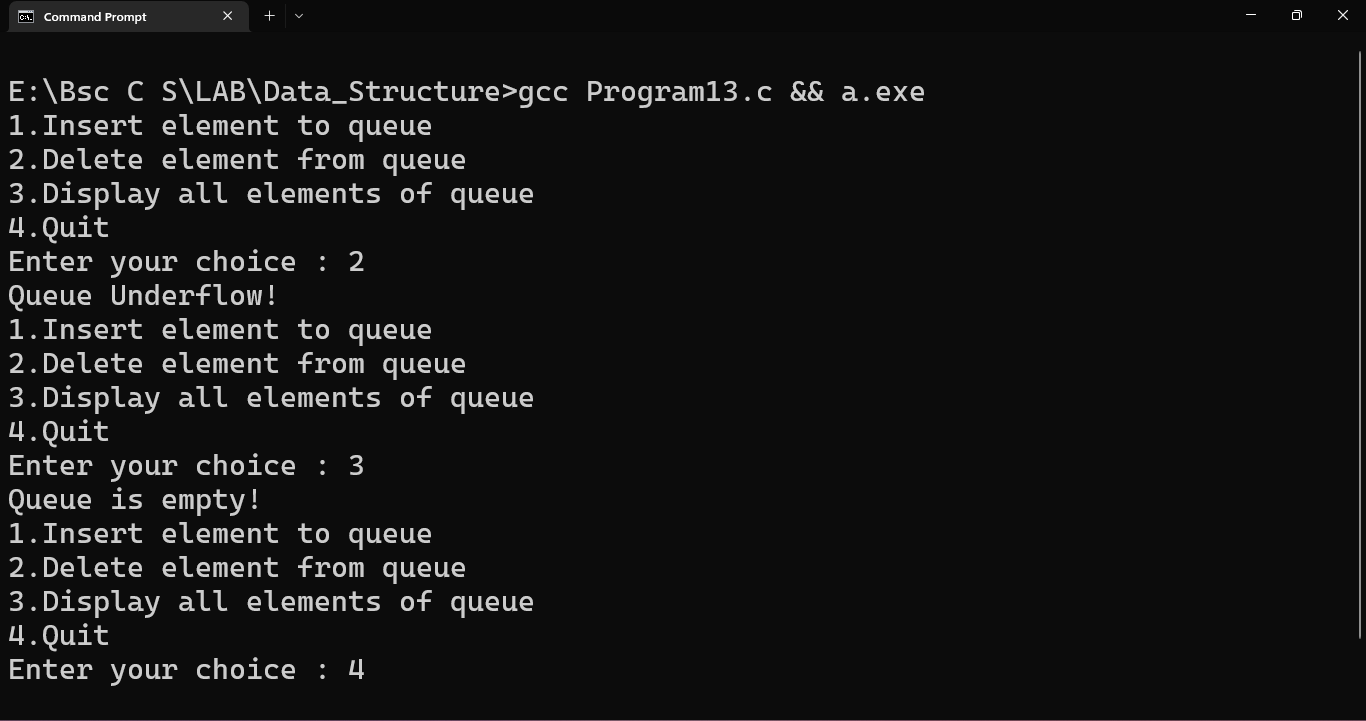 Command Prompt
E:\Bsc C S\LAB\Data_Structure>gcc Program13.c && a.exe
1.Insert element to queue
2.Delete element from queue
3.Display all elements of queue
4.Quit
Enter your choice : 2
Queue Underflow!
1.Insert element to queue
2.Delete element from queue
3.Display all elements of queue
4.Quit
Enter your choice : 3
Queue is empty!
1.Insert element to queue
2.Delete element from queue
3.Display all elements of queue
4.Quit
Enter your choice : 4